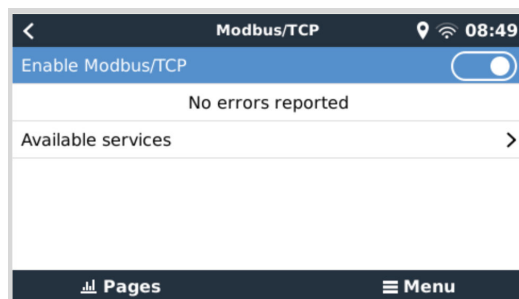 Modbus/TCP 08:49
Enable Modbus/TCP
No errors reported
Available services
Pages Menu